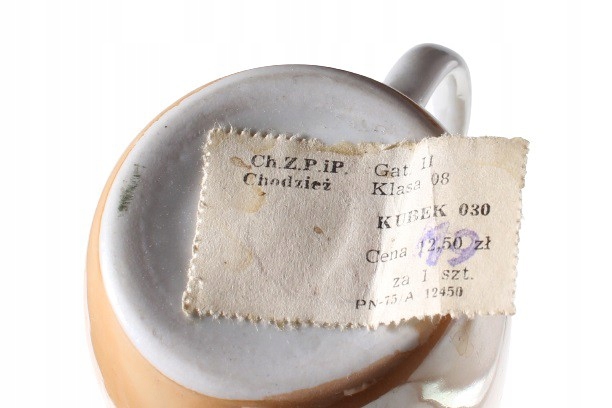 Ch.Z.P.iP.
Chodzież
Gat. II
Klasa 08
KUBEK 030
Cena 12,50 zł
za 1 szt.
PN-75/A 12450